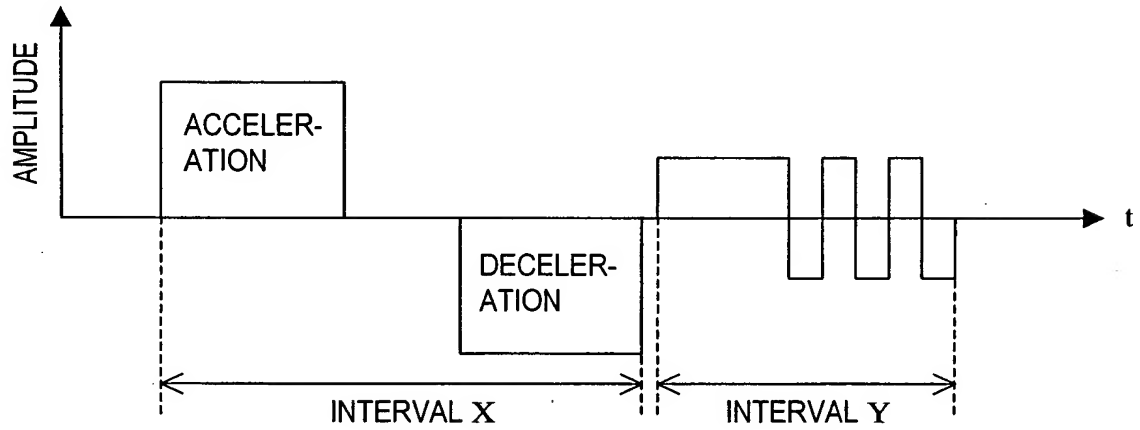 AMPLITUDE
ACCELER-
ATION
DECELER-
ATION
t
INTERVAL X
INTERVAL Y